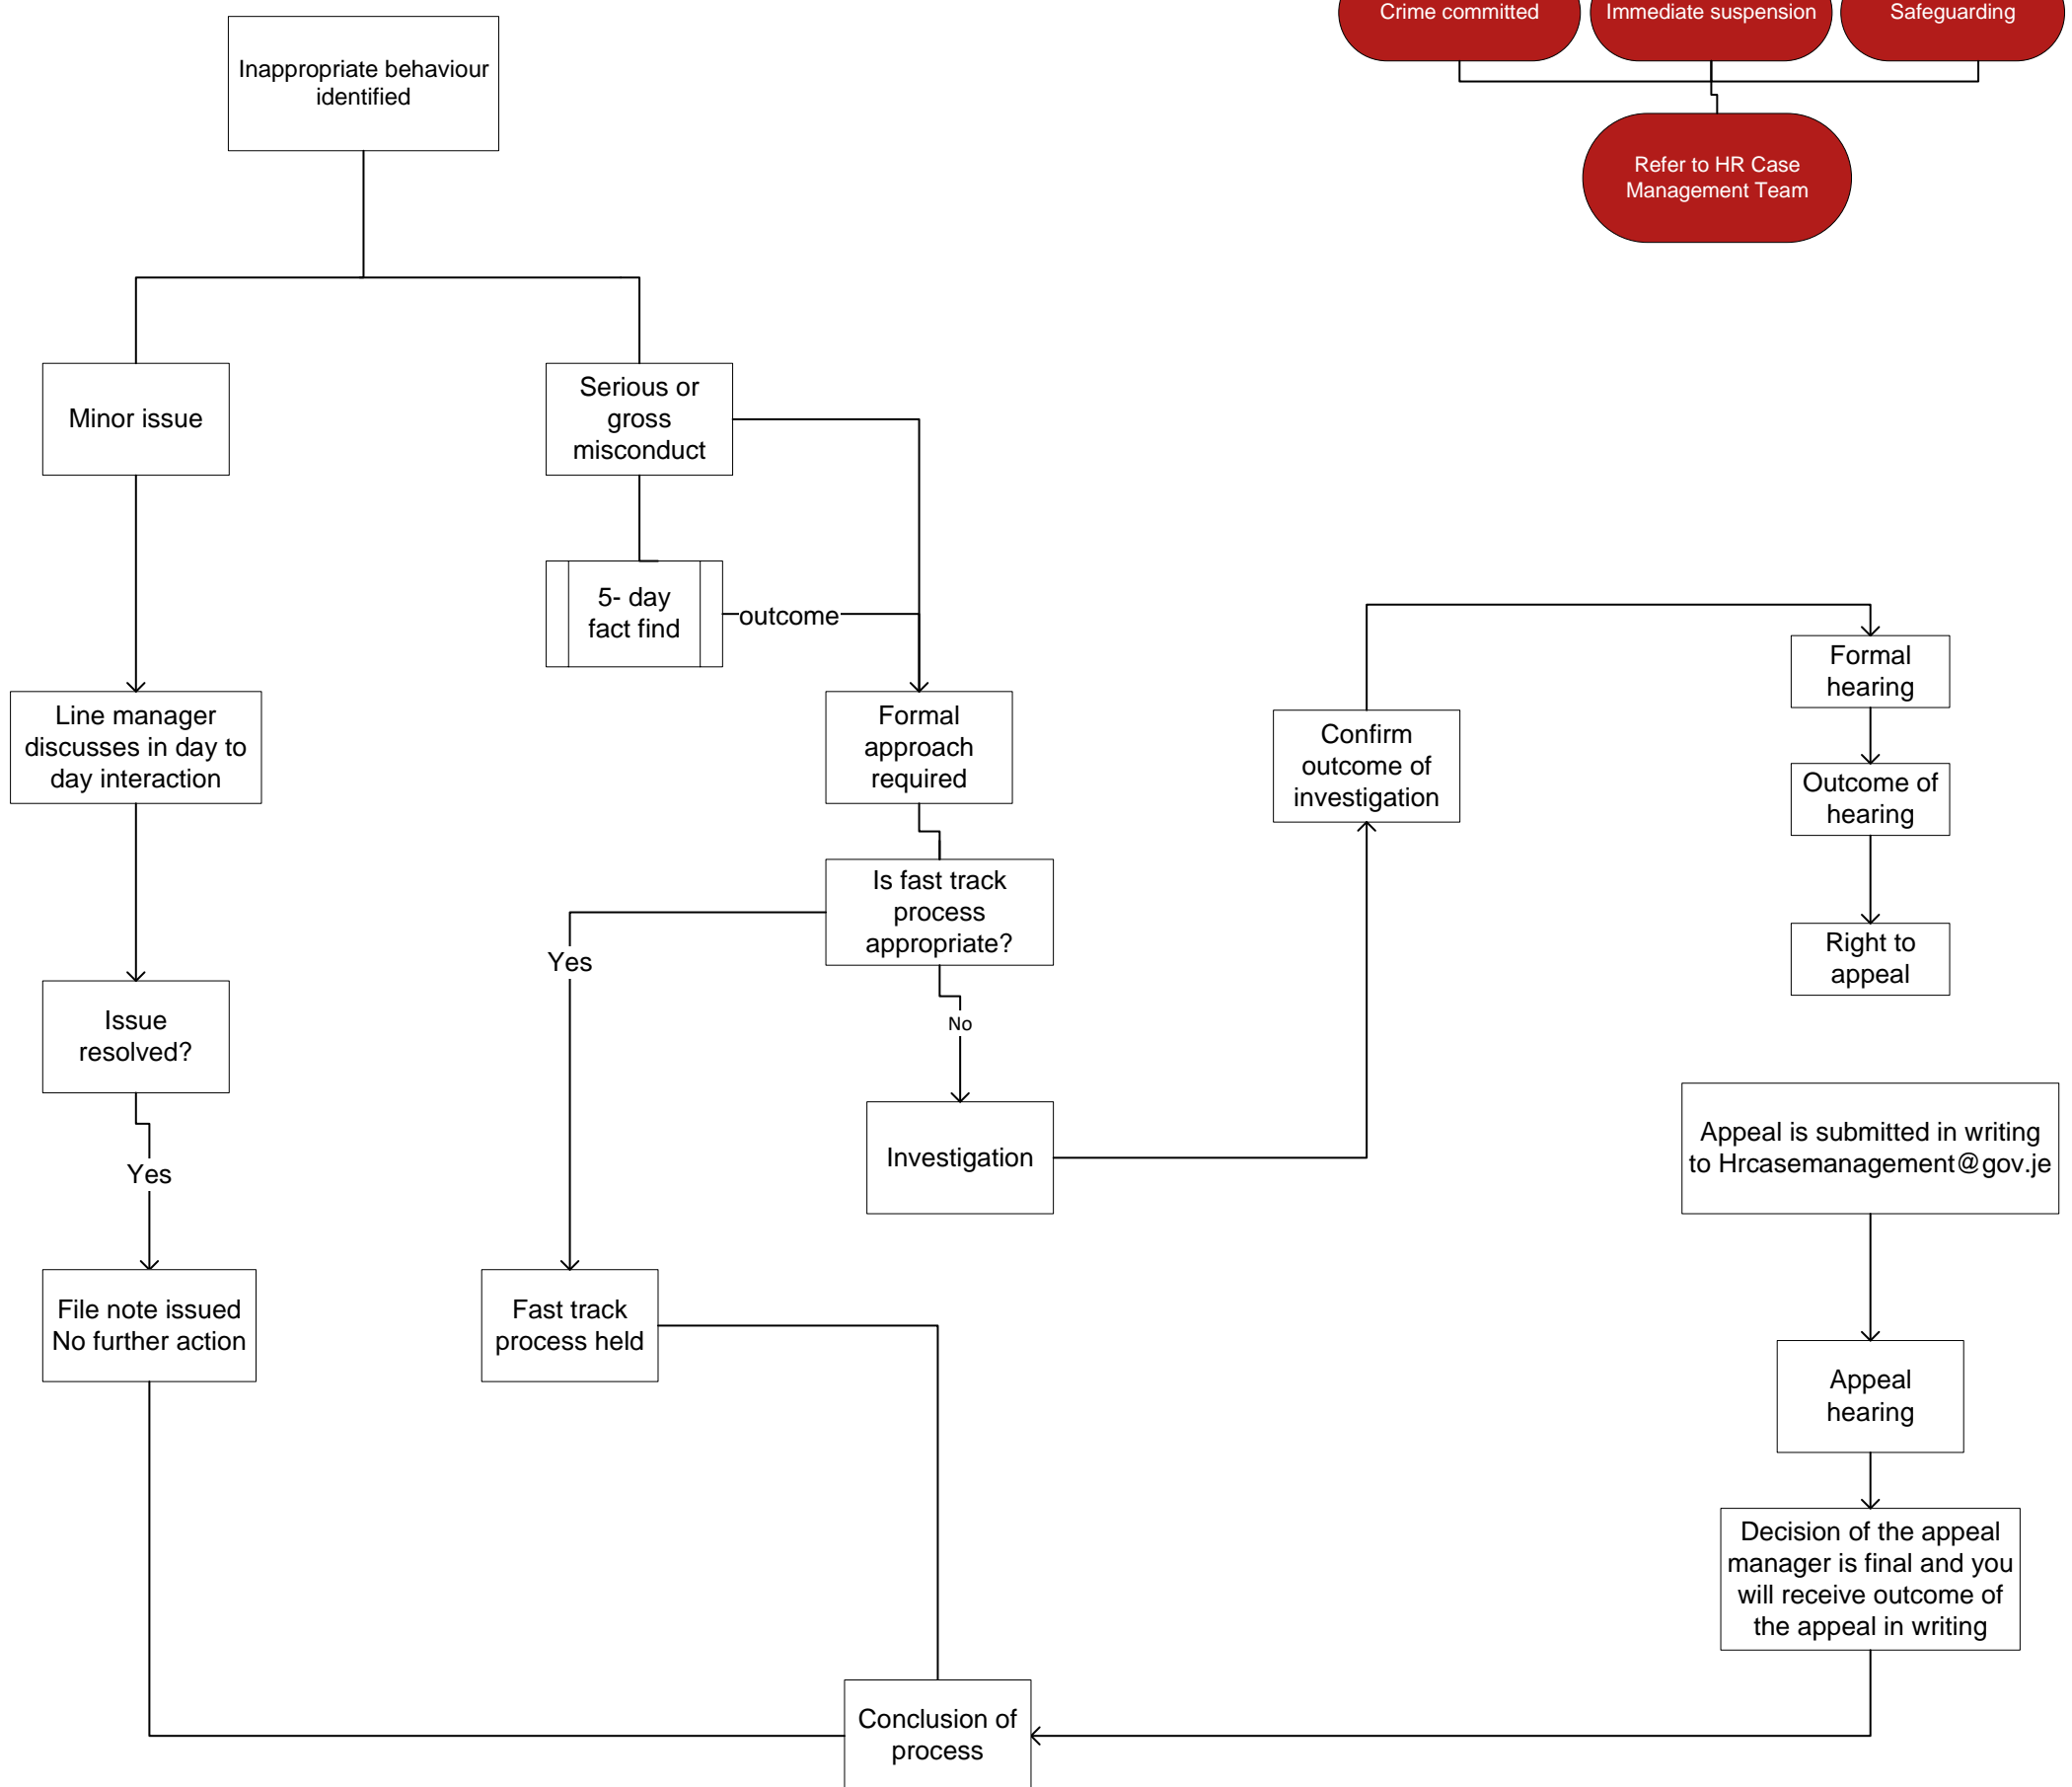 Crime committed
Immediate suspension
Safeguarding
Inappropriate behaviour
identified
Refer to HR Case
Management Team
Minor issue
Serious or
gross
misconduct
5- day
fact find
outcome
Line manager
discusses in day to
day interaction
Formal
approach
required
Confirm
outcome of
investigation
Formal
hearing
Outcome of
hearing
Right to
appeal
Is fast track
process
appropriate?
Yes
No
Issue
resolved?
Yes
Investigation
Appeal is submitted in writing
to Hrcasemanagement@gov.je
File note issued
No further action
Fast track
process held
Appeal
hearing
Decision of the appeal
manager is final and you
will receive outcome of
the appeal in writing
Conclusion of
process